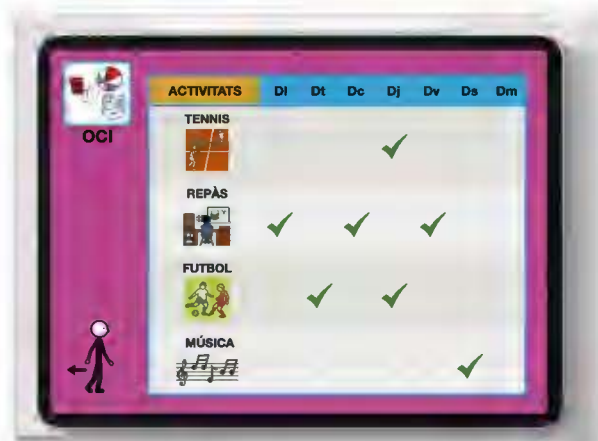 OCI
ACTIVITATS Dl Dt Dc Dj Dv Ds Dm
TENNIS
REPÀS
FUTBOL
MÚSICA